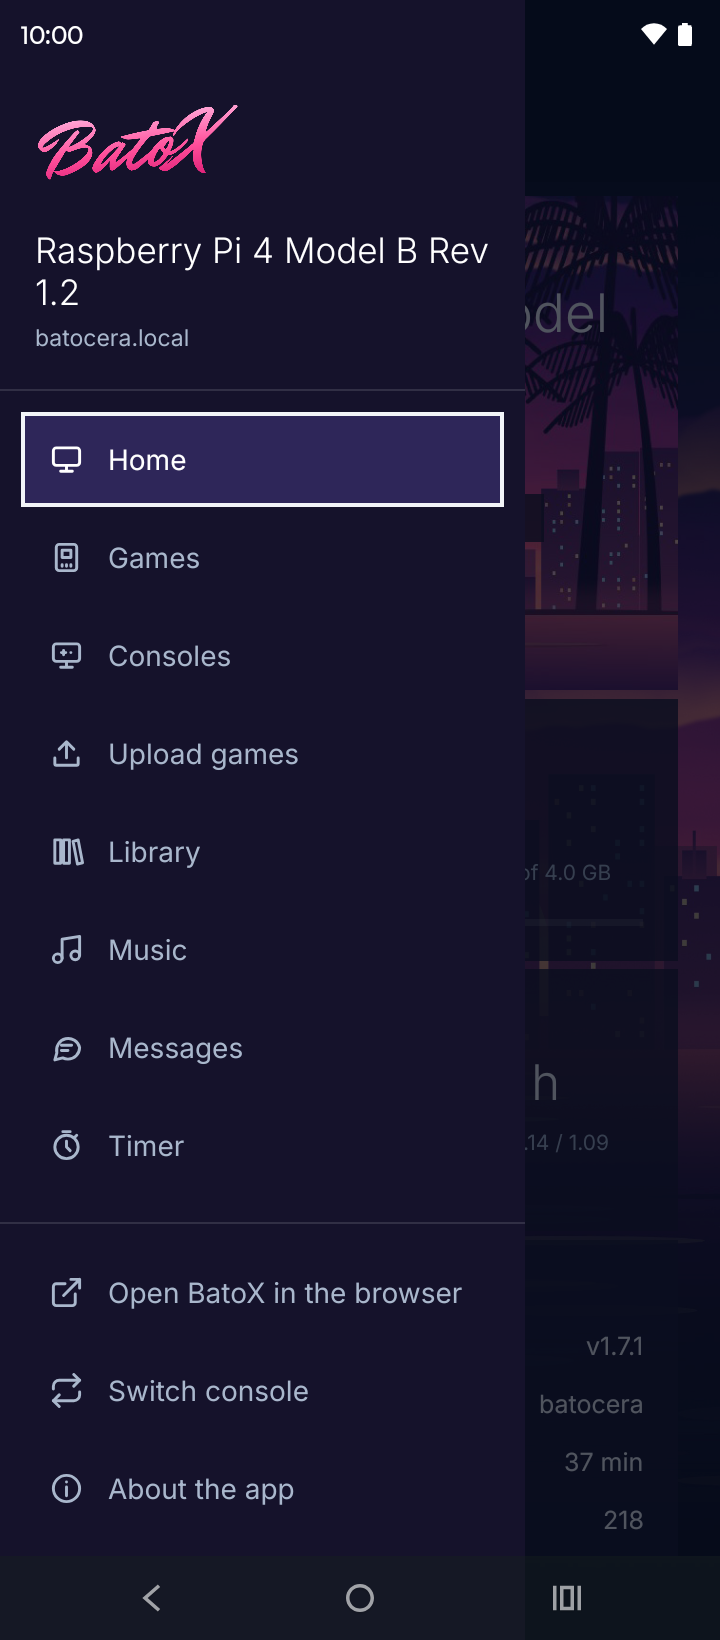 10:00
BatoX
Raspberry Pi 4 Model B Rev
1.2
batocera.local
Home
Games
Consoles
Upload games
Library
Music
Messages
Timer
Open BatoX in the browser
Switch console
About the app
odel
of 4.0 GB
h
.14 / 1.09
v1.7.1
batocera
37 min
218